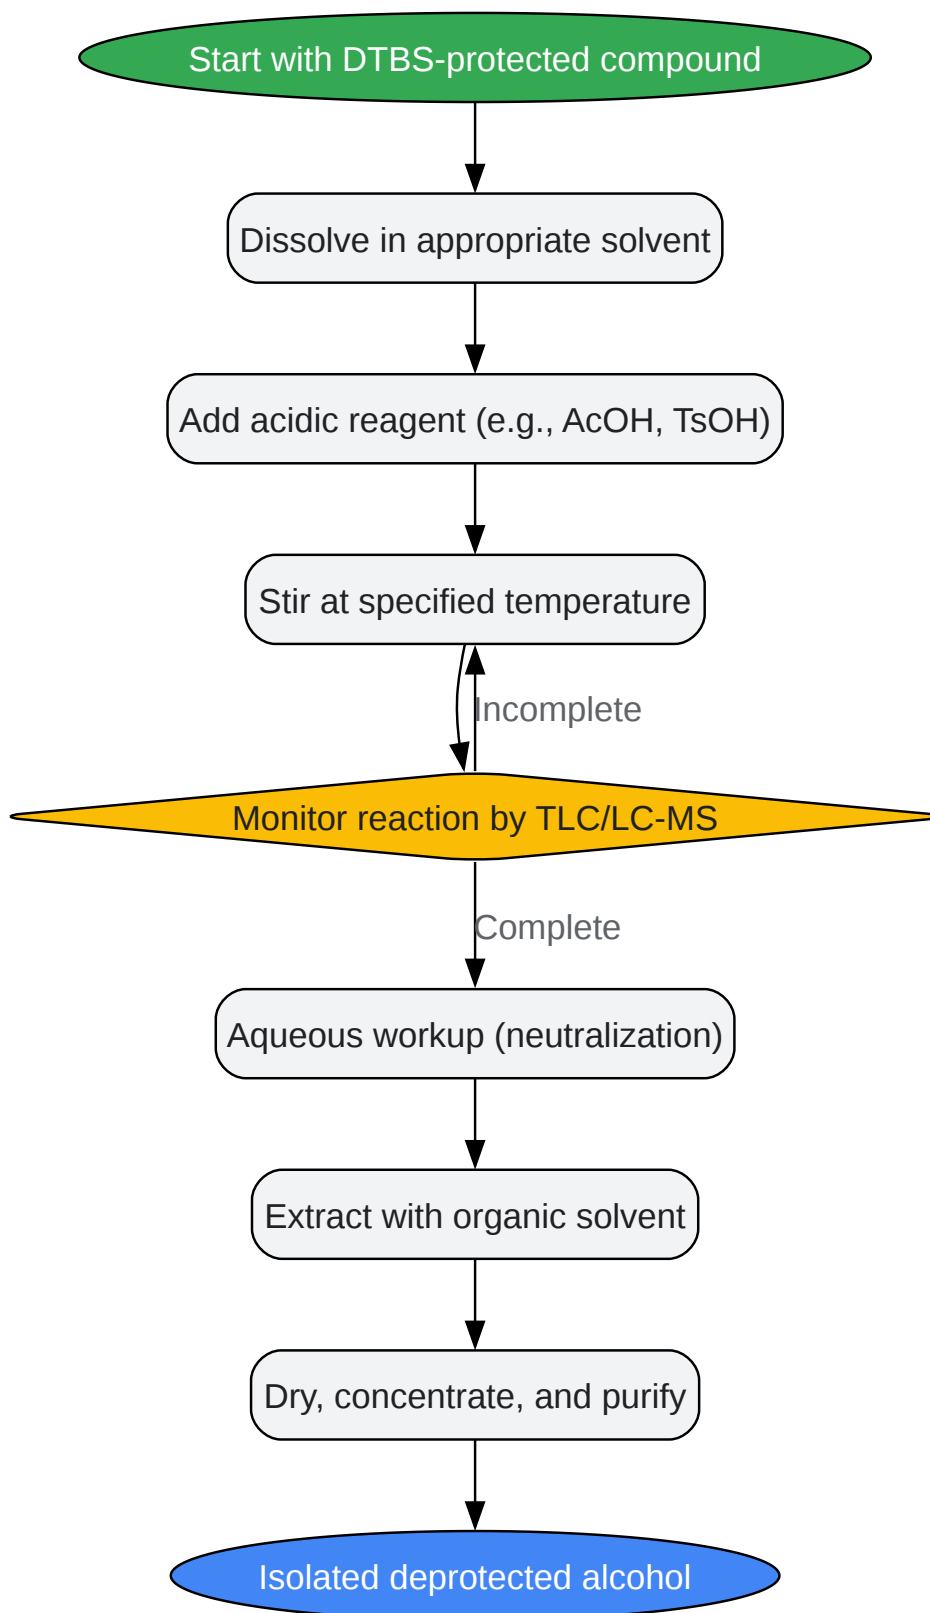 Start with DTBS-protected compound
Dissolve in appropriate solvent
Add acidic reagent (e.g., AcOH, TsOH)
Stir at specified temperature
Incomplete
Monitor reaction by TLC/LC-MS
Complete
Aqueous workup (neutralization)
Extract with organic solvent
Dry, concentrate, and purify
Isolated deprotected alcohol